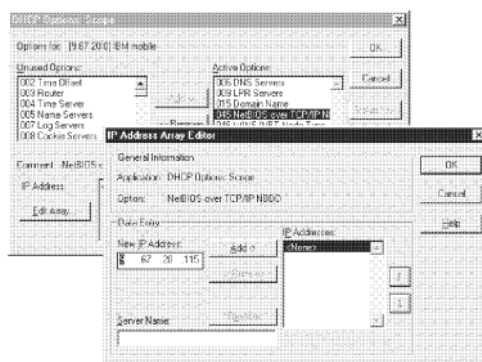 DHCP Options: Scope
Options for: [9.67.20.0] IBM mobile
OK
Unused Options:
Active Options:
Cancel
002 Time Offset
003 Router
004 Time Server
005 Name Servers
007 Log Servers
008 Cookie Servers
006 DNS Servers
009 LPR Servers
015 Domain Name
045 NetBIOS over TCP/IP N
Comment: NetBIOS
IP Address
Edit Array
IP Address Array Editor
General Information
Application: DHCP Options: Scope
Option: NetBIOS over TCP/IP NBDD
OK
Cancel
Help
Data Entry
New IP Address:
67 20 .115
Add ->
IP Addresses:
<None>
Server Name: